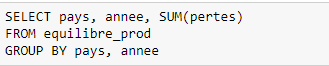 SELECT pays, annee, SUM(pertes)
FROM equilibre_prod
GROUP BY pays, annee